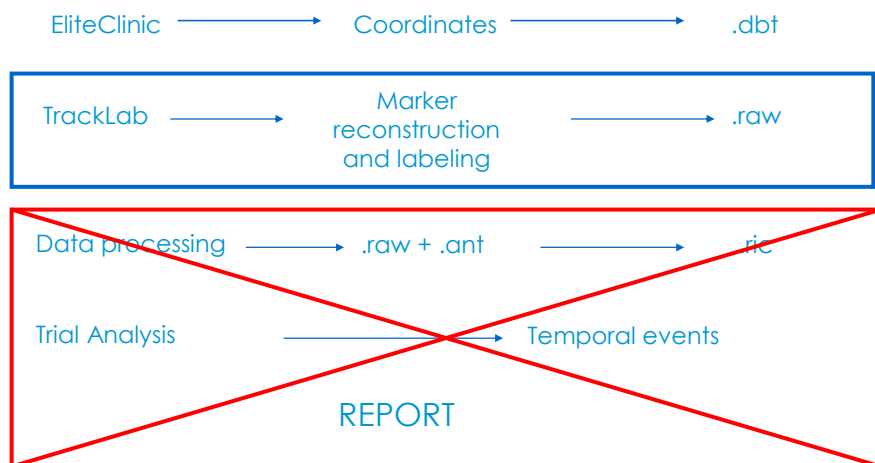 EliteClinic Coordinates .dbt
TrackLab Marker reconstruction and labeling .raw
Data processing .raw + .ant .ric
Trial Analysis Temporal events
REPORT